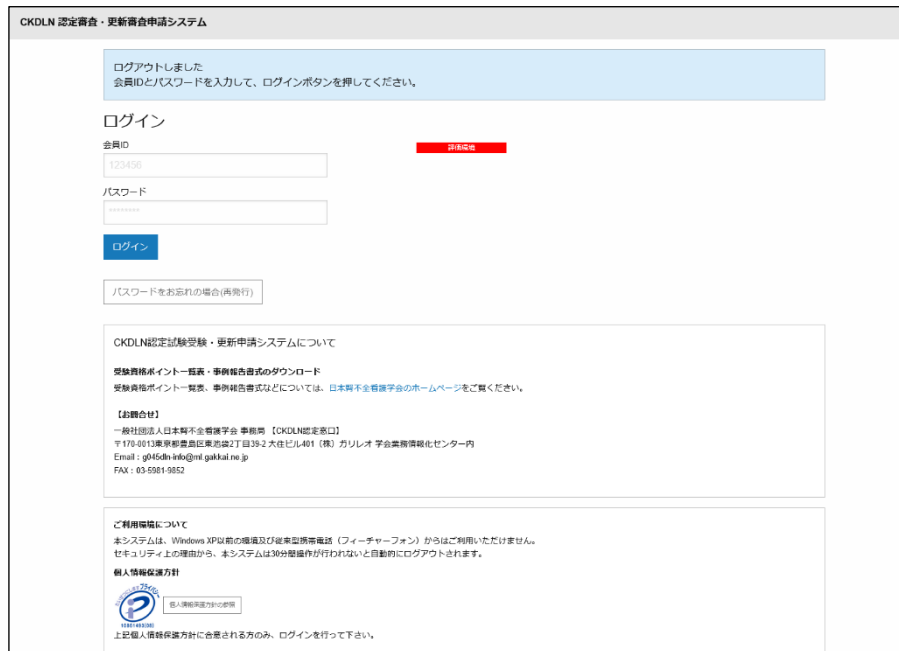 CKDLN 認定審査・更新審査申請システム
ログアウトしました
会員IDとパスワードを入力して、ログインボタンを押してください。
ログイン
会員ID
評価環境
123456
パスワード
********
ログイン
パスワードをお忘れの場合(再発行)
CKDLN認定試験受験・更新申請システムについて
受験資格ポイント一覧表・事例報告書式のダウンロード
受験資格ポイント一覧表、事例報告書式などについては、日本腎不全看護学会のホームページをご覧ください。
【お問合せ】
一般社団法人日本腎不全看護学会 事務局 【CKDLN認定窓口】
〒170-0013東京都豊島区東池袋2丁目39-2 大住ビル401（株）ガリレオ 学会業務情報化センター内
Email : g045dln-info@ml.gakkai.ne.jp
FAX : 03-5981-9852
ご利用環境について
本システムは、Windows XP以前の環境及び従来型携帯電話（フィーチャーフォン）からはご利用いただけません。
セキュリティ上の理由から、本システムは30分間操作が行われないと自動的にログアウトされます。
個人情報保護方針
プライバシー
個人情報保護方針の参照
上記個人情報保護方針に合意される方のみ、ログインを行って下さい。